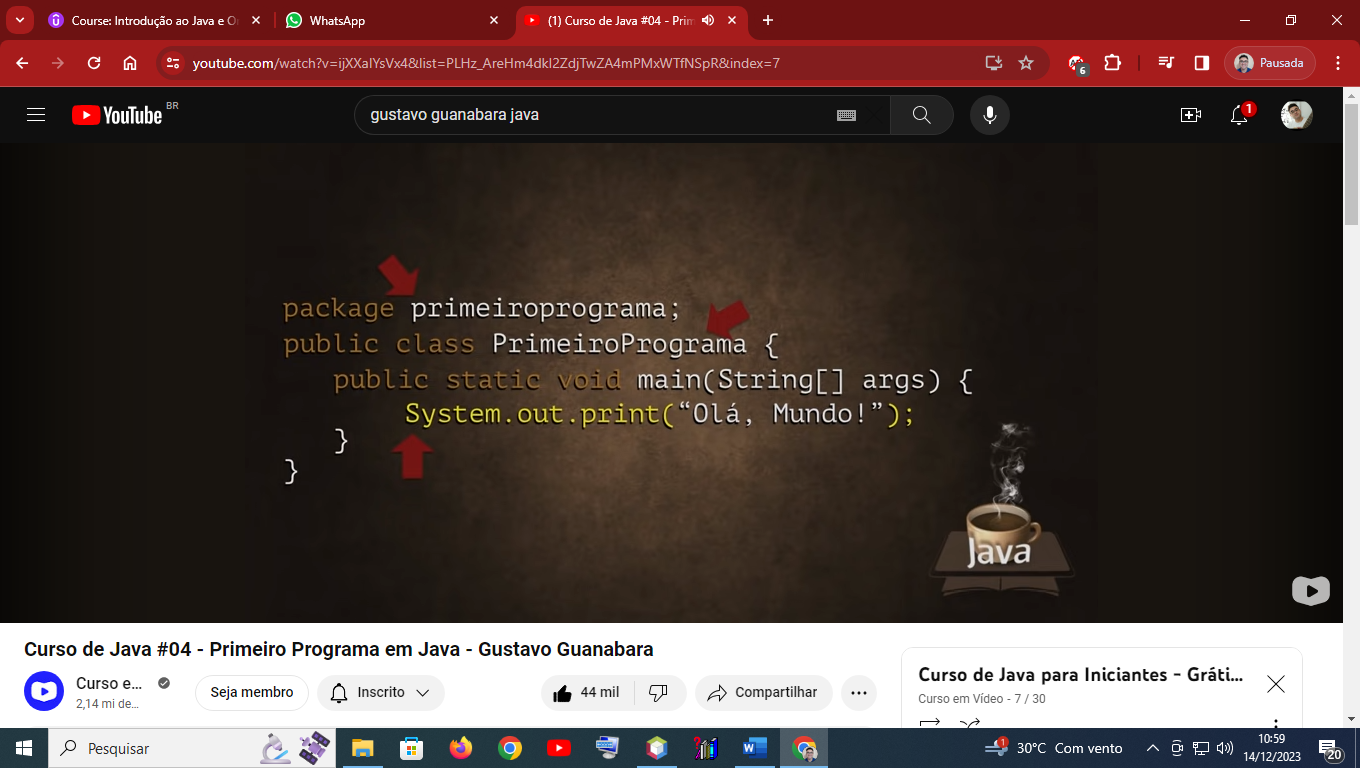 Course: Introdução ao Java e O
WhatsApp
(1) Curso de Java #04 - Prim
youtube.com/watch?v=ijXXaIYsVx4&list=PLHz_AreHm4dkI2ZdjTwZA4mPMxWTfNSpR&index=7
6
Pausada
YouTube BR
gustavo guanabara java
1
package primeiroprograma;
public class PrimeiroPrograma {
public static void main(String[] args) {
System.out.print(“Olá, Mundo!”);
}
}
Java
Curso de Java #04 - Primeiro Programa em Java - Gustavo Guanabara
Curso e...
2,14 mi de...
Seja membro
Inscrito
44 mil
Compartilhar
Curso de Java para Iniciantes - Gráti...
Curso em Vídeo - 7 / 30
Pesquisar
1
30°C Com vento
10:59
14/12/2023
20